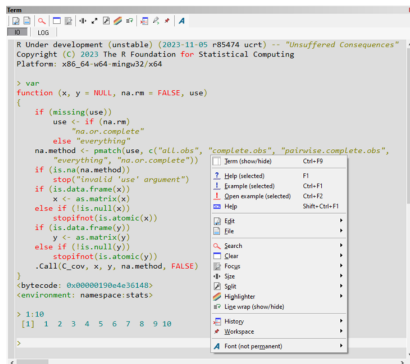 Term
IO LOG
R Under development (unstable) (2023-11-05 r85474 ucrt) -- "Unsuffered Consequences"
Copyright (C) 2023 The R Foundation for Statistical Computing
Platform: x86_64-w64-mingw32/x64
> var
function (x, y = NULL, na.rm = FALSE, use)
{
if (missing(use))
use <- if (na.rm)
"na.or.complete"
else "everything"
na.method <- pmatch(use, c("all.obs", "complete.obs", "pairwise.complete.obs",
"everything", "na.or.complete"))
if (is.na(na.method))
stop("invalid 'use' argument")
if (is.data.frame(x))
x <- as.matrix(x)
else if (!is.null(x))
stopifnot(is.atomic(x))
if (is.data.frame(y))
y <- as.matrix(y)
else if (!is.null(y))
stopifnot(is.atomic(y))
.Call(C_cov, x, y, na.method, FALSE)
}
<bytecode: 0x00000190e4e36148>
<environment: namespace:stats>
> 1:10
[1] 1 2 3 4 5 6 7 8 9 10
>
Term (show/hide) Ctrl+F9
Help (selected) F1
Example (selected) Ctrl+F1
Open example (selected) Ctrl+F2
Help Shift+Ctrl+F1
Edit
File
Search
Clear
Focus
Size
Split
Highlighter
Line wrap (show/hide)
History
Workspace
Font (not permanent)